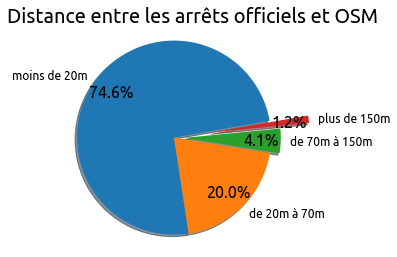 Distance entre les arrêts officiels et OSM
moins de 20m
74.6%
1.2%
plus de 150m
4.1%
de 70m à 150m
20.0%
de 20m à 70m